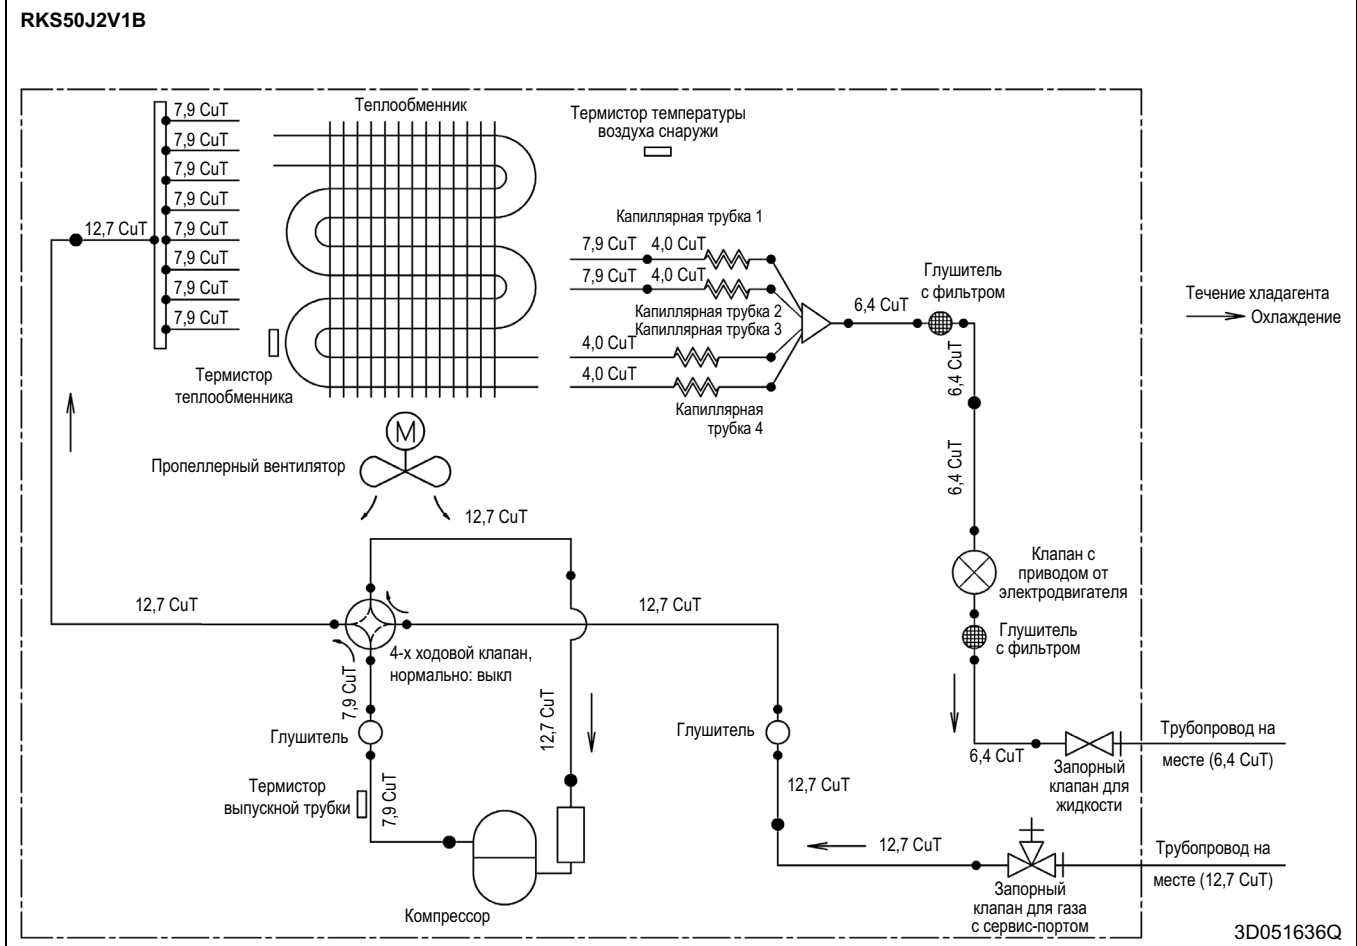 RKS50J2V1B
Теплообменник
Термистор температуры
воздуха снаружи
7,9 CuT
7,9 CuT
7,9 CuT
7,9 CuT
7,9 CuT
7,9 CuT
7,9 CuT
7,9 CuT
12,7 CuT
Капиллярная трубка 1
7,9 CuT 4,0 CuT
7,9 CuT 4,0 CuT
Капиллярная трубка 2
Капиллярная трубка 3
4,0 CuT
4,0 CuT
Капиллярная
трубка 4
6,4 CuT
Глушитель
с фильтром
Течение хладагента
Охлаждение
6,4 CuT
6,4 CuT
Термистор
теплообменника
M
Пропеллерный вентилятор
12,7 CuT
Клапан с
приводом от
электродвигателя
12,7 CuT
12,7 CuT
Глушитель
с фильтром
4-х ходовой клапан,
нормально: выкл
7,9 CuT
12,7 CuT
Глушитель
Глушитель
6,4 CuT
Трубопровод на
месте (6,4 CuT)
Запорный
клапан для
жидкости
Термистор
выпускной трубки
7,9 CuT
12,7 CuT
12,7 CuT
Трубопровод на
месте (12,7 CuT)
Компрессор
Запорный
клапан для газа
с сервис-портом
3D051636Q